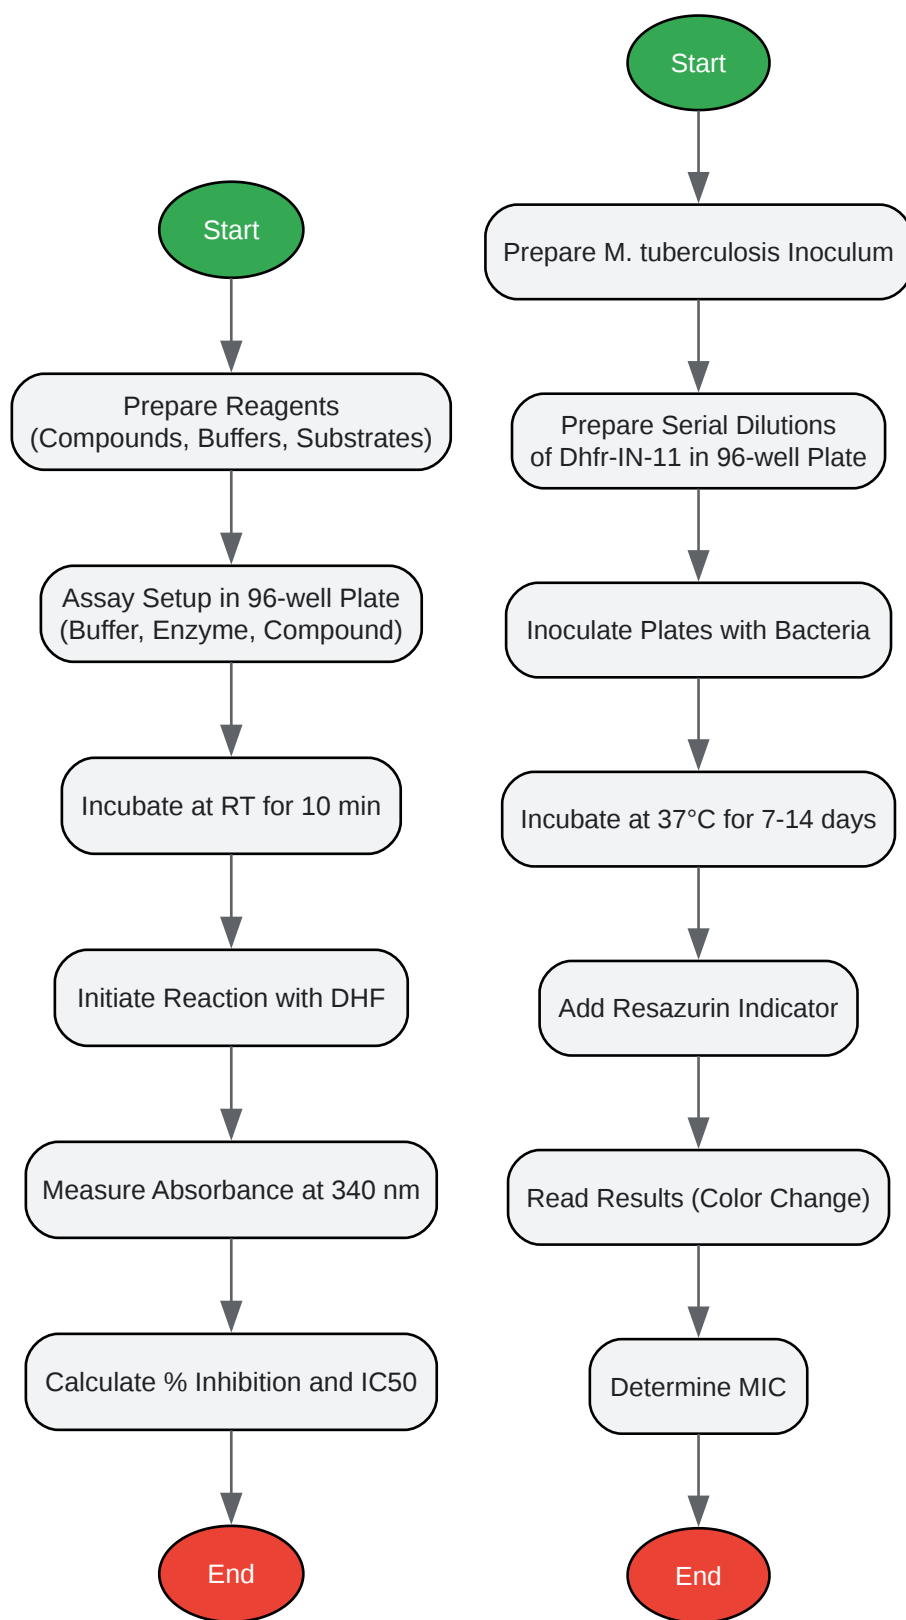 Start
Prepare Reagents
(Compounds, Buffers, Substrates)
Assay Setup in 96-well Plate
(Buffer, Enzyme, Compound)
Incubate at RT for 10 min
Initiate Reaction with DHF
Measure Absorbance at 340 nm
Calculate % Inhibition and IC50
End
Start
Prepare M. tuberculosis Inoculum
Prepare Serial Dilutions
of Dhfr-IN-11 in 96-well Plate
Inoculate Plates with Bacteria
Incubate at 37°C for 7-14 days
Add Resazurin Indicator
Read Results (Color Change)
Determine MIC
End